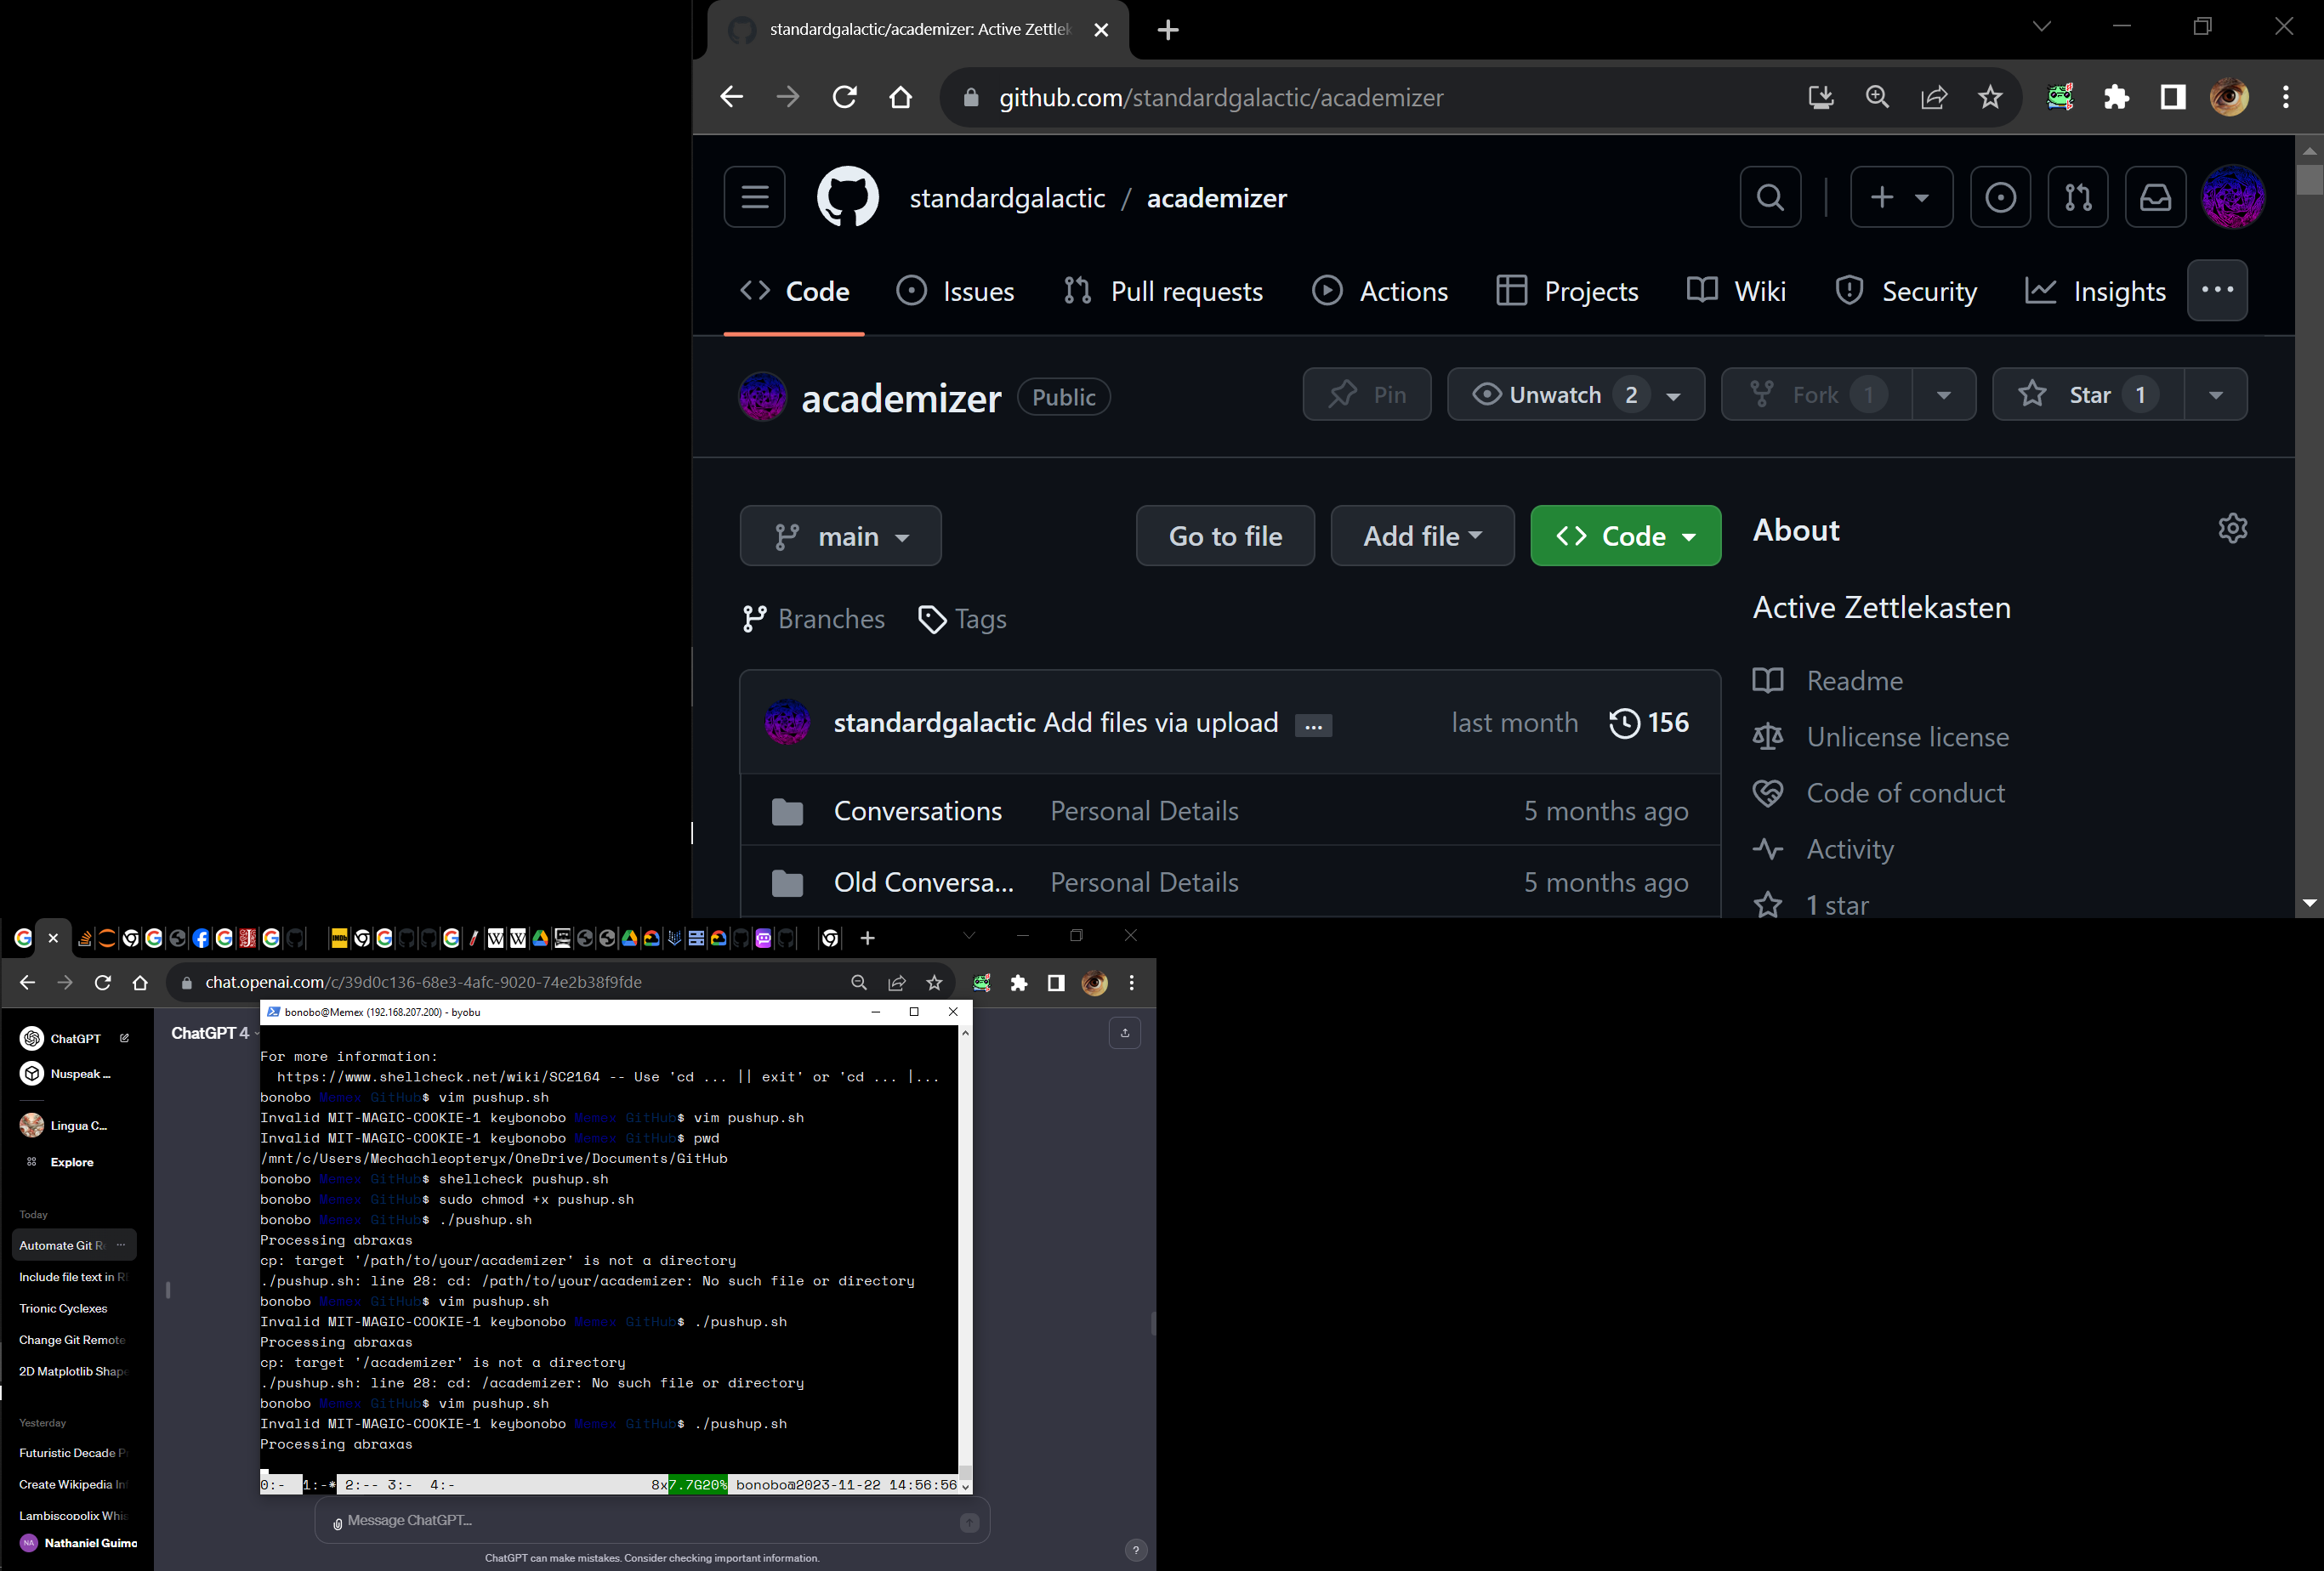 standardgalactic/academizer: Active Zettlek
github.com/standardgalactic/academizer
standardgalactic / academizer
Code Issues Pull requests Actions Projects Wiki Security Insights
academizer Public Pin Unwatch 2 Fork 1 Star 1
main Go to file Add file Code
Branches Tags
standardgalactic Add files via upload ... last month 156
Conversations Personal Details 5 months ago
Old Conversa... Personal Details 5 months ago
About
Active Zettlekasten
Readme
Unlicense license
Code of conduct
Activity
1 star
chat.openai.com/c/39d0c136-68e3-4afc-9020-74e2b38f9fde
ChatGPT
Nuspeak ...
Lingua C...
Explore
Today
Automate Git R
Include file text in R
Trionic Cyclexes
Change Git Remote
2D Matplotlib Shape
Yesterday
Futuristic Decade P
Create Wikipedia In
Lambiscopolix Whi
NA Nathaniel Guimo
ChatGPT 4
bonobo@Memex (192.168.207.200) - byobu
For more information:
https://www.shellcheck.net/wiki/SC2164 -- Use 'cd ... || exit' or 'cd ... |...
bonobo Memex GitHub$ vim pushup.sh
Invalid MIT-MAGIC-COOKIE-1 keybonobo Memex GitHub$ vim pushup.sh
Invalid MIT-MAGIC-COOKIE-1 keybonobo Memex GitHub$ pwd
/mnt/c/Users/Mechachleopteryx/OneDrive/Documents/GitHub
bonobo Memex GitHub$ shellcheck pushup.sh
bonobo Memex GitHub$ sudo chmod +x pushup.sh
bonobo Memex GitHub$ ./pushup.sh
Processing abraxas
cp: target '/path/to/your/academizer' is not a directory
./pushup.sh: line 28: cd: /path/to/your/academizer: No such file or directory
bonobo Memex GitHub$ vim pushup.sh
Invalid MIT-MAGIC-COOKIE-1 keybonobo Memex GitHub$ ./pushup.sh
Processing abraxas
cp: target '/academizer' is not a directory
./pushup.sh: line 28: cd: /academizer: No such file or directory
bonobo Memex GitHub$ vim pushup.sh
Invalid MIT-MAGIC-COOKIE-1 keybonobo Memex GitHub$ ./pushup.sh
Processing abraxas
0:- 1:-* 2:-- 3:- 4:- 8x7.7G20% bonobo@2023-11-22 14:56:56
Message ChatGPT...
ChatGPT can make mistakes. Consider checking important information.
?